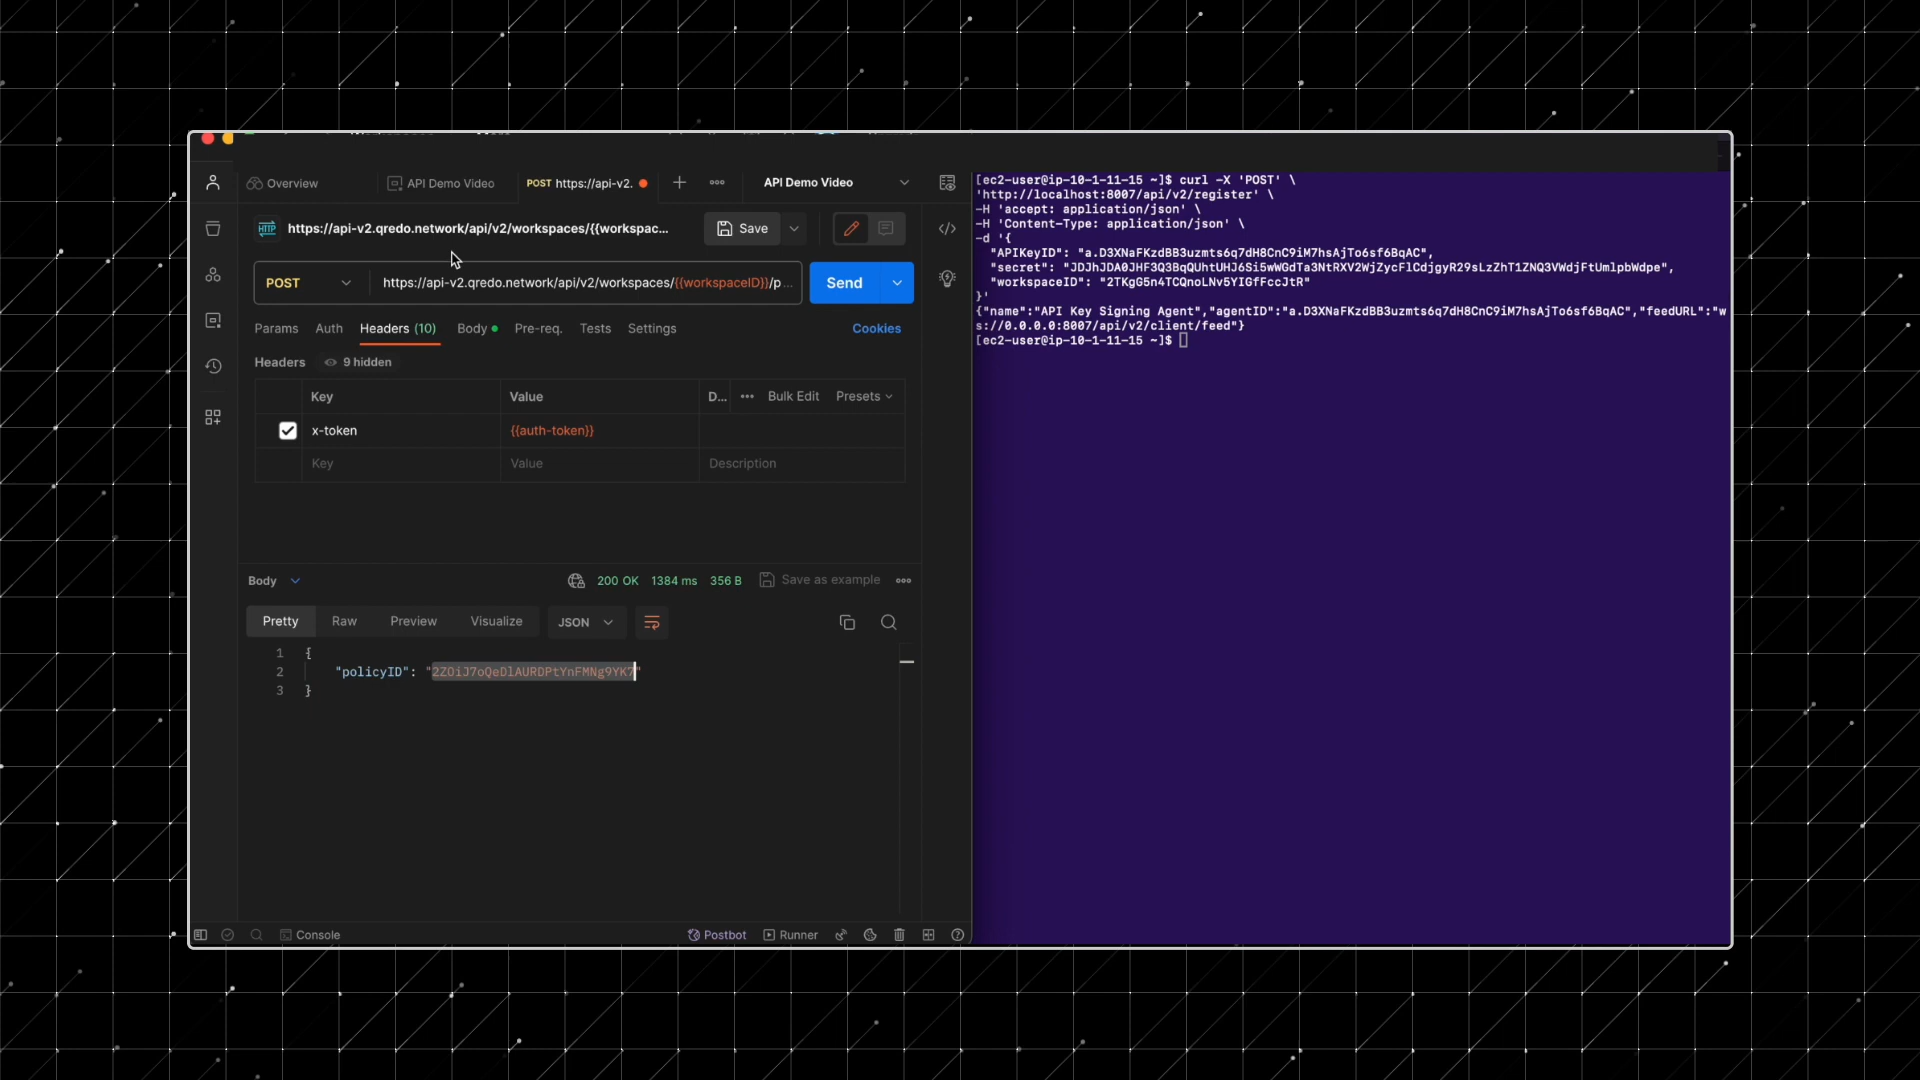 Overview
API Demo Video
POST https://api-v2.
API Demo Video
HTTP
https://api-v2.qredo.network/api/v2/workspaces/{{workspac...
Save
POST
https://api-v2.qredo.network/api/v2/workspaces/{{workspaceID}}/p...
Send
Params
Auth
Headers (10)
Body
Pre-req.
Tests
Settings
Cookies
Headers
9 hidden
Key
Value
D...
Bulk Edit
Presets
x-token
{{auth-token}}
Key
Value
Description
Body
200 OK
1384 ms
356 B
Save as example
Pretty
Raw
Preview
Visualize
JSON
1 {
2 "policyID": "2ZOiJ7oQeDlAURDPtYnFMNg9YK7"
3 }
Console
Postbot
Runner
[ec2-user@ip-10-1-11-15 ~]$ curl -X 'POST' \
'http://localhost:8007/api/v2/register' \
-H 'accept: application/json' \
-H 'Content-Type: application/json' \
-d '{
"APIKeyID": "a.D3XNaFKzdBB3uzmts6q7dH8CnC9iM7hsAjTo6sf6BqAC",
"secret": "JDJhJDA0JHF3Q3BqQUhtUHJ6Si5wWGdTa3NtRXV2WjZycFlCdjgyR29sLzZhT1ZNQ3VWdjFtUmlpbWdpe",
"workspaceID": "2TKgG5n4TCQnoLNv5YIGfFccJtR"
}'
{"name":"API Key Signing Agent","agentID":"a.D3XNaFKzdBB3uzmts6q7dH8CnC9iM7hsAjTo6sf6BqAC","feedURL":"w
s://0.0.0.0:8007/api/v2/client/feed"}
[ec2-user@ip-10-1-11-15 ~]$